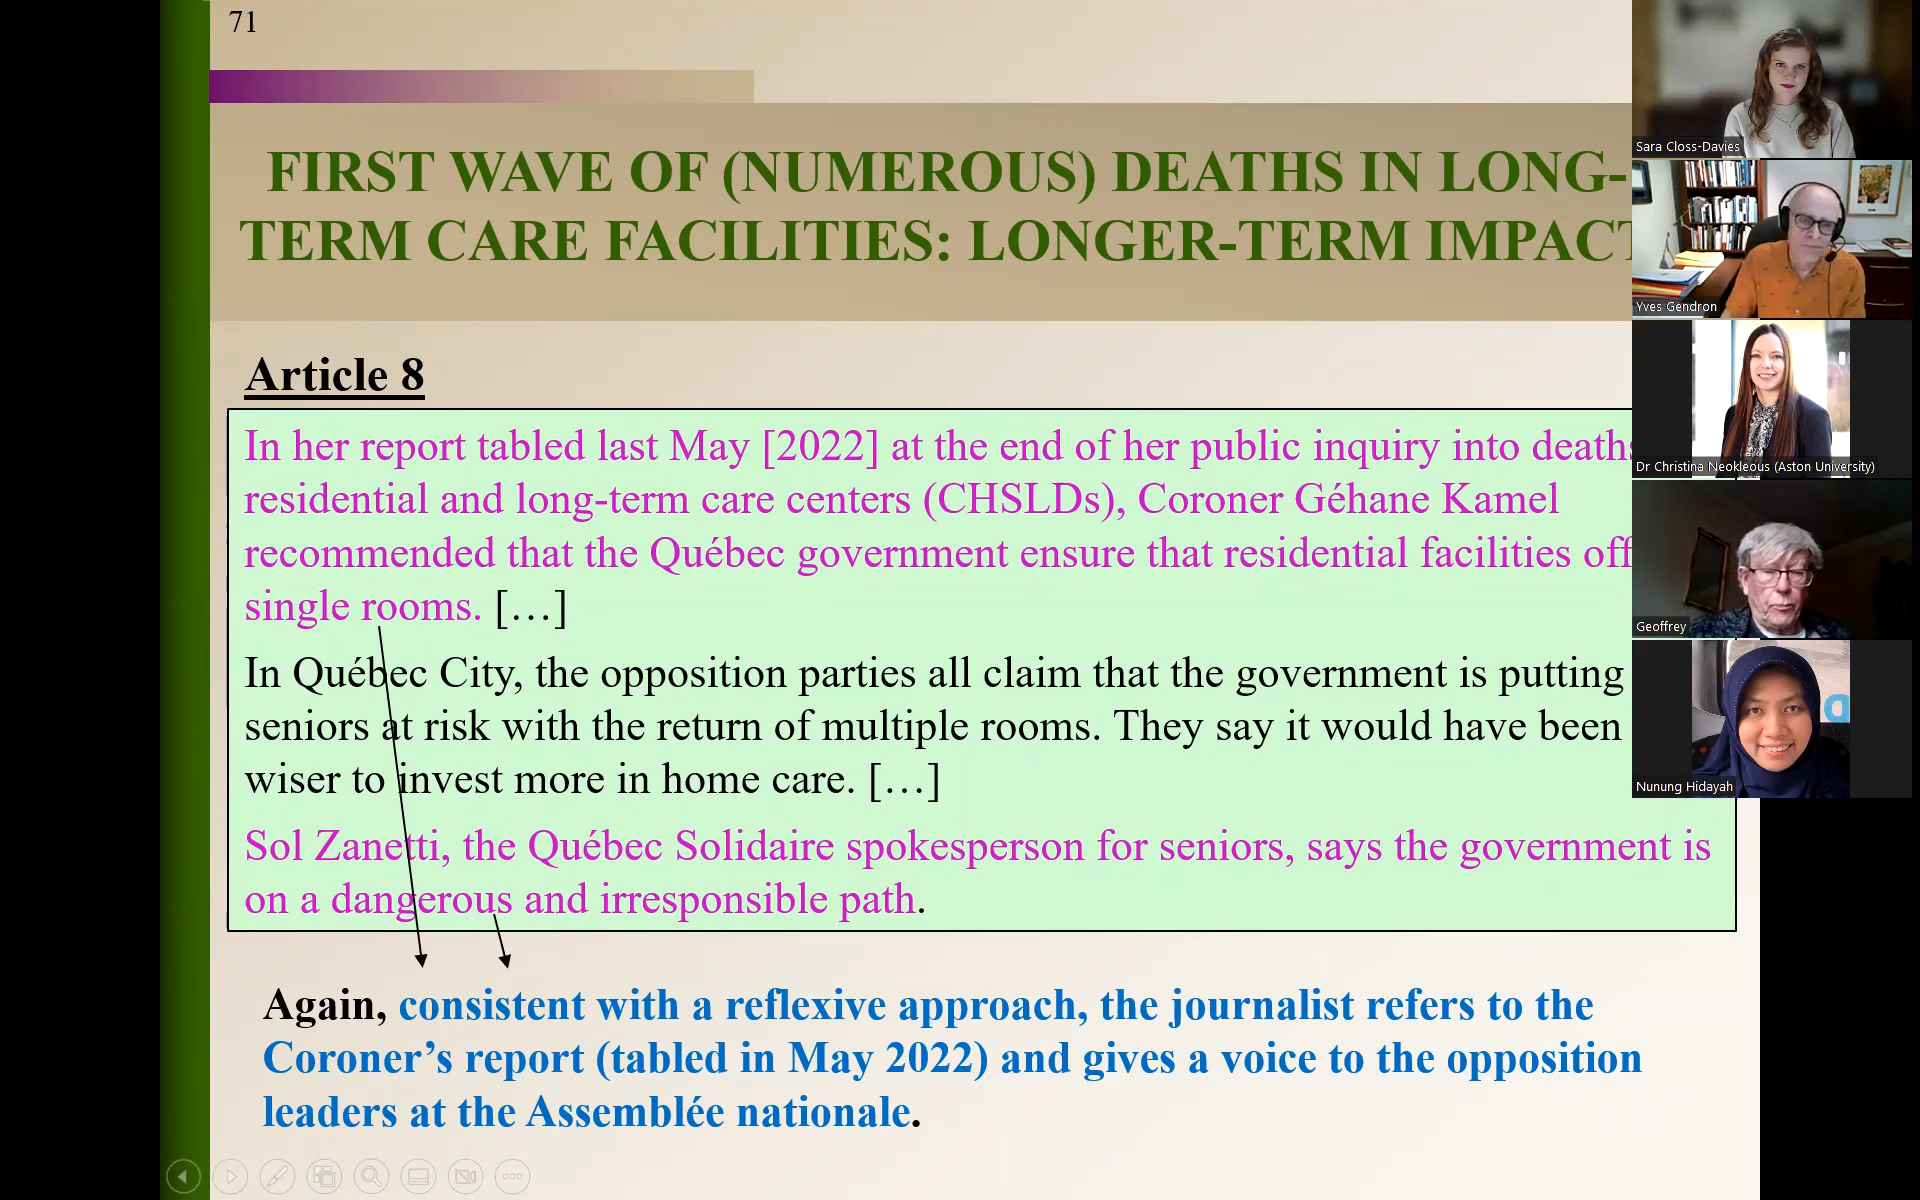 71
FIRST WAVE OF (NUMEROUS) DEATHS IN LONG-
TERM CARE FACILITIES: LONGER-TERM IMPACT
Article 8
In her report tabled last May [2022] at the end of her public inquiry into deaths
residential and long-term care centers (CHSLDs), Coroner Géhane Kamel
recommended that the Québec government ensure that residential facilities
single rooms. […]
In Québec City, the opposition parties all claim that the government is putting
seniors at risk with the return of multiple rooms. They say it would have been
wiser to invest more in home care. […]
Sol Zanetti, the Québec Solidaire spokesperson for seniors, says the government is
on a dangerous and irresponsible path.
Again, consistent with a reflexive approach, the journalist refers to the
Coroner’s report (tabled in May 2022) and gives a voice to the opposition
leaders at the Assemblée nationale.
Sara Closs-Davies
Yves Gendron
Dr Christina Neokleous (Aston University)
Geoffrey
Nunung Hidayah